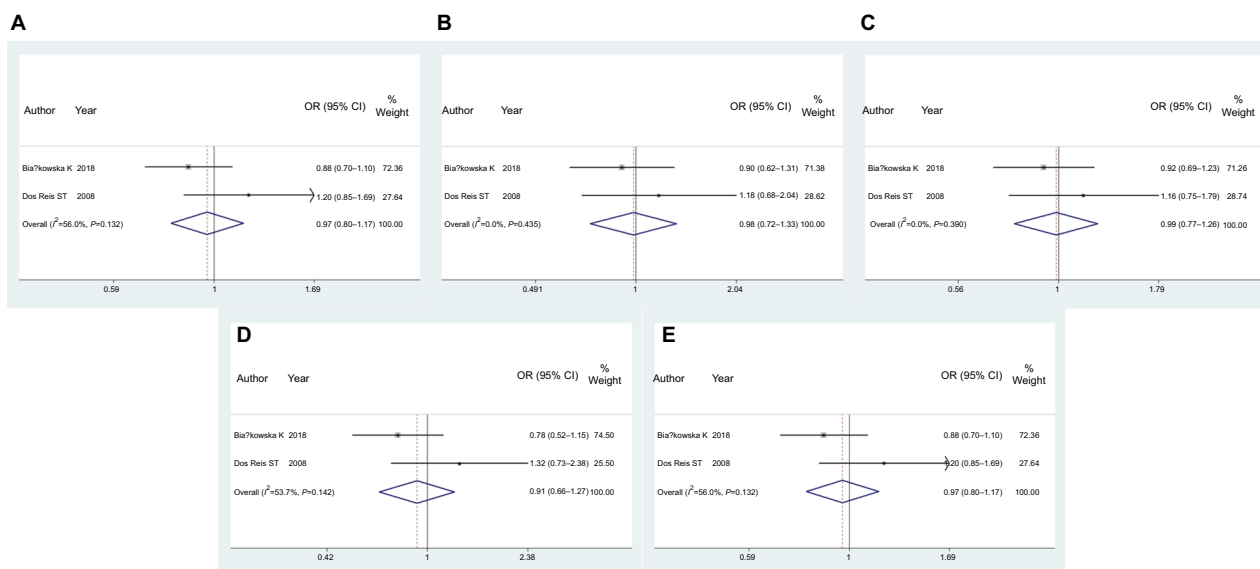 A
Author Year OR (95% CI) % Weight
Bia?kowska K 2018 0.88 (0.70–1.10) 72.36
Dos Reis ST 2008 1.20 (0.85–1.69) 27.64
Overall (I²=56.0%, P=0.132) 0.97 (0.80–1.17) 100.00
0.59 1 1.69
B
Author Year OR (95% CI) % Weight
Bia?kowska K 2018 0.90 (0.62–1.31) 71.38
Dos Reis ST 2008 1.18 (0.68–2.04) 28.62
Overall (I²=0.0%, P=0.435) 0.98 (0.72–1.33) 100.00
0.491 1 2.04
C
Author Year OR (95% CI) % Weight
Bia?kowska K 2018 0.92 (0.69–1.23) 71.26
Dos Reis ST 2008 1.16 (0.75–1.79) 28.74
Overall (I²=0.0%, P=0.390) 0.99 (0.77–1.26) 100.00
0.56 1 1.79
D
Author Year OR (95% CI) % Weight
Bia?kowska K 2018 0.78 (0.52–1.15) 74.50
Dos Reis ST 2008 1.32 (0.73–2.38) 25.50
Overall (I²=53.7%, P=0.142) 0.91 (0.66–1.27) 100.00
0.42 1 2.38
E
Author Year OR (95% CI) % Weight
Bia?kowska K 2018 0.88 (0.70–1.10) 72.36
Dos Reis ST 2008 1.20 (0.85–1.69) 27.64
Overall (I²=56.0%, P=0.132) 0.97 (0.80–1.17) 100.00
0.59 1 1.69